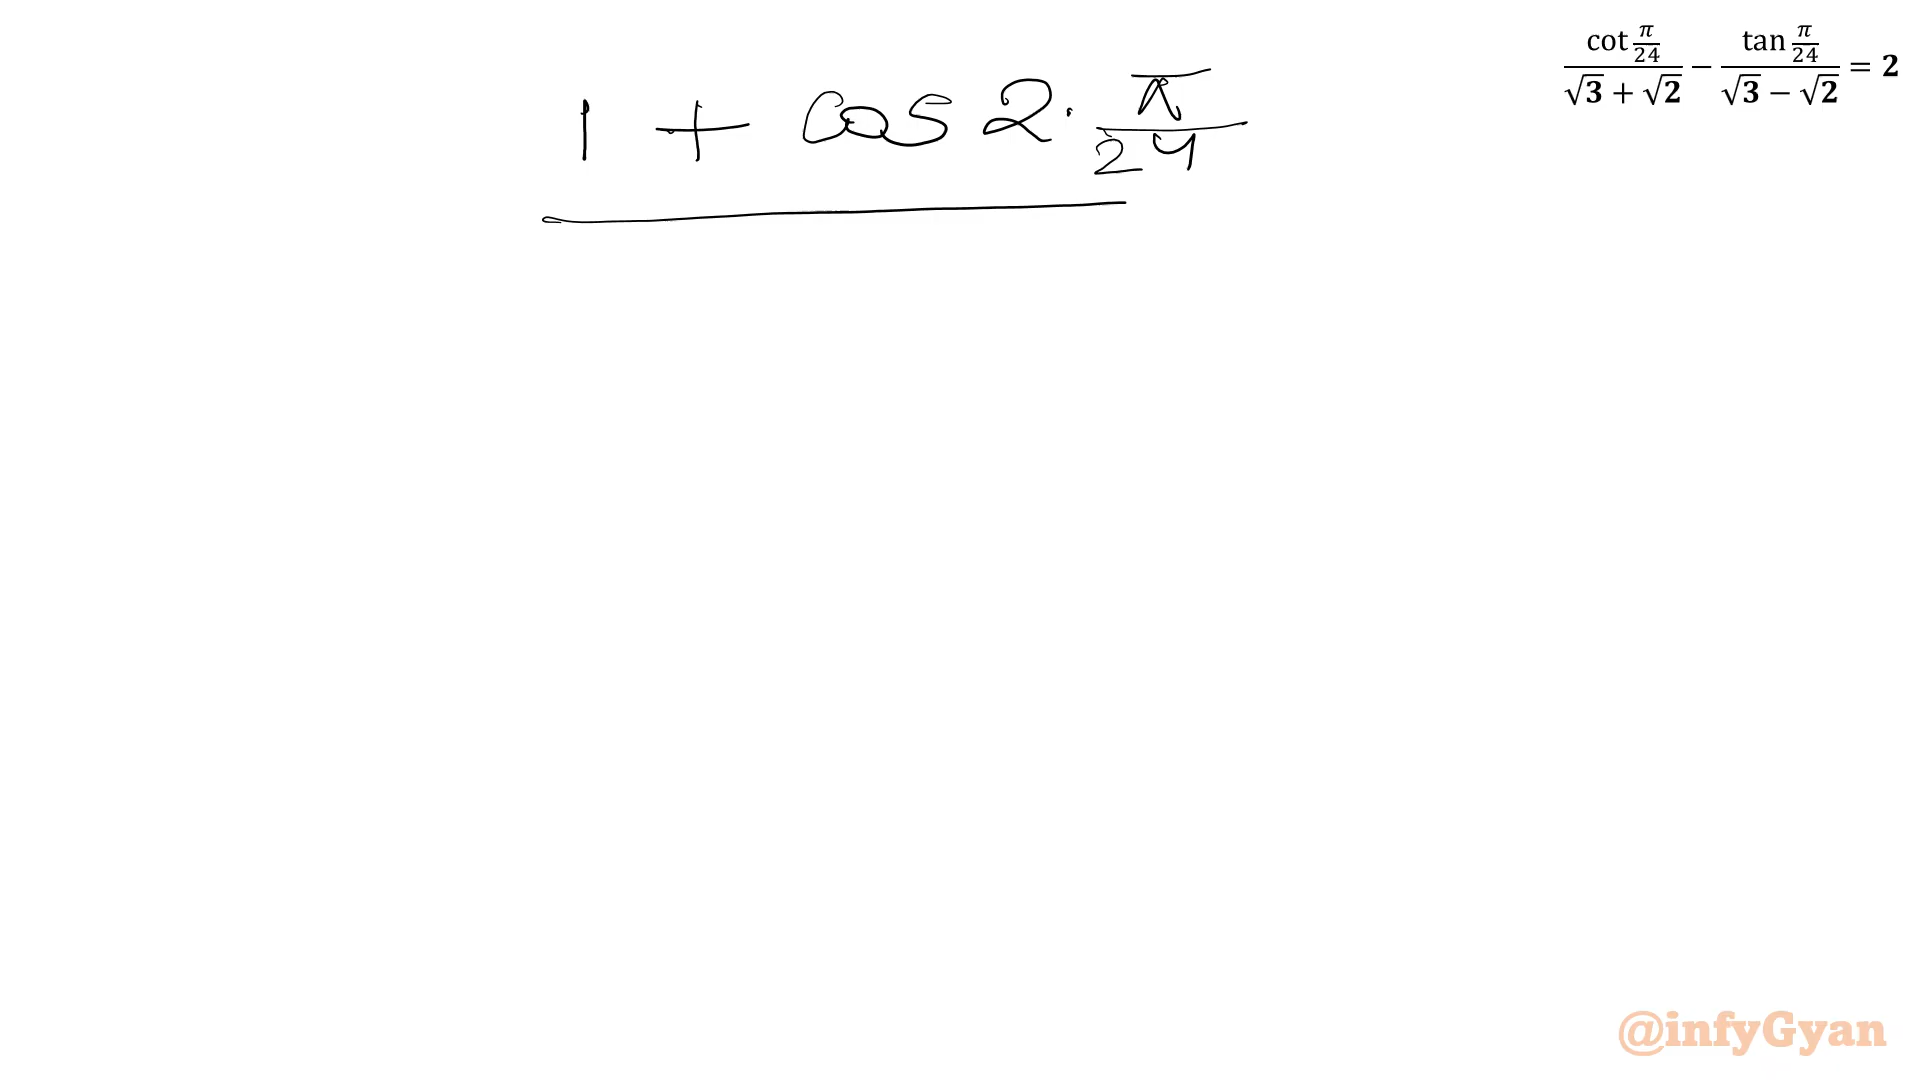 1 + cos 2 · π/24
cot π/24 / √3 + √2 − tan π/24 / √3 − √2 = 2
@infyGyan